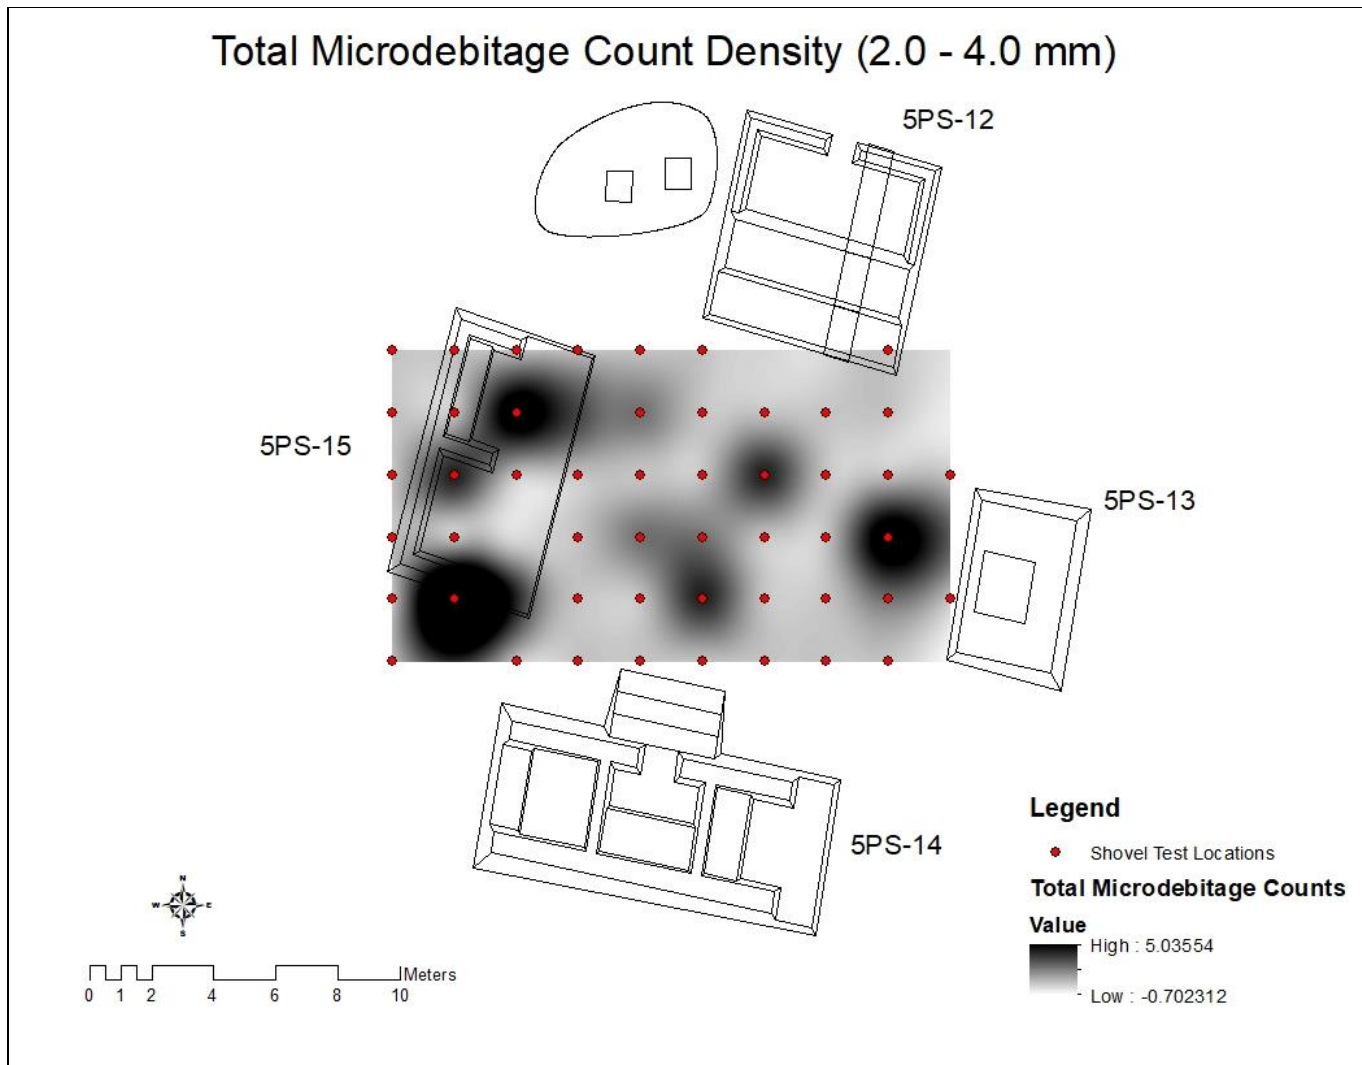 Total Microdebitage Count Density (2.0 - 4.0 mm)
5PS-12
5PS-15
5PS-13
5PS-14
Legend
Shovel Test Locations
Total Microdebitage Counts
Value
High : 5.03554
Low : -0.702312
N
W E
S
Meters
0 1 2 4 6 8 10